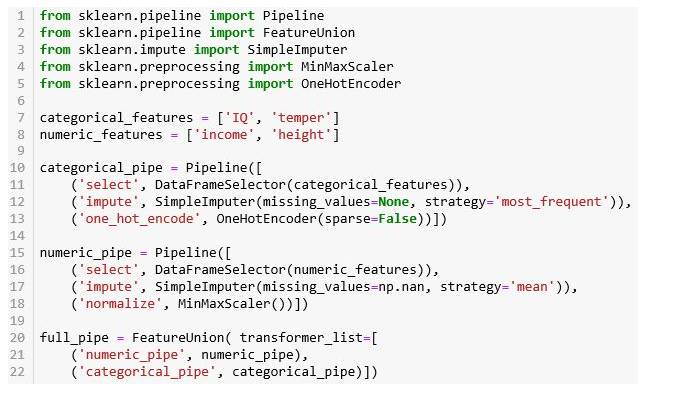 1 from sklearn.pipeline import Pipeline
2 from sklearn.pipeline import FeatureUnion
3 from sklearn.impute import SimpleImputer
4 from sklearn.preprocessing import MinMaxScaler
5 from sklearn.preprocessing import OneHotEncoder
6
7 categorical_features = ['IQ', 'temper']
8 numeric_features = ['income', 'height']
9
10 categorical_pipe = Pipeline([
11     ('select', DataFrameSelector(categorical_features)),
12     ('impute', SimpleImputer(missing_values=None, strategy='most_frequent')),
13     ('one_hot_encode', OneHotEncoder(sparse=False))])
14
15 numeric_pipe = Pipeline([
16     ('select', DataFrameSelector(numeric_features)),
17     ('impute', SimpleImputer(missing_values=np.nan, strategy='mean')),
18     ('normalize', MinMaxScaler())])
19
20 full_pipe = FeatureUnion( transformer_list=[
21     ('numeric_pipe', numeric_pipe),
22     ('categorical_pipe', categorical_pipe)])